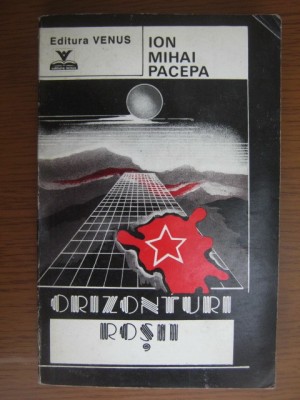 Editura VENUS
ION
MIHAI
PACEPA
ORIZONTURI
ROȘII